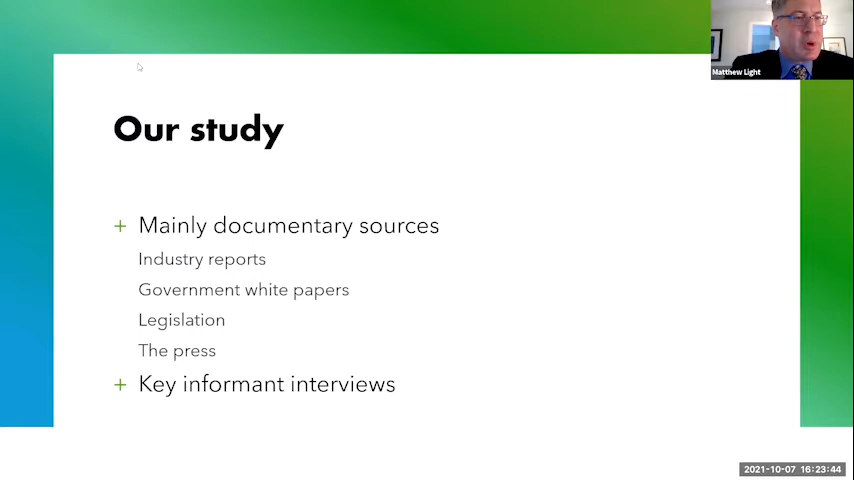 Matthew Light
Our study
+ Mainly documentary sources
Industry reports
Government white papers
Legislation
The press
+ Key informant interviews
2021-10-07 16:23:44